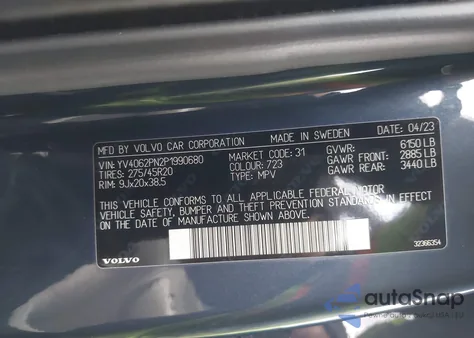 MFD BY VOLVO CAR CORPORATION MADE IN SWEDEN DATE 04/23
VIN: YV4062PN2P1990680 MARKET CODE: 31 GVWR: 6150 LB
TIRES: 275/45R20 COLOUR: 723 GAWR FRONT: 2885 LB
RIM: 9Jx20x38.5 TYPE: MPV GAWR REAR: 3440 LB
THIS VEHICLE CONFORMS TO ALL APPLICABLE FEDERAL MOTOR
VEHICLE SAFETY, BUMPER AND THEFT PREVENTION STANDARDS IN EFFECT
ON THE DATE OF MANUFACTURE SHOWN ABOVE.
32366354
VOLVO
autoSnap